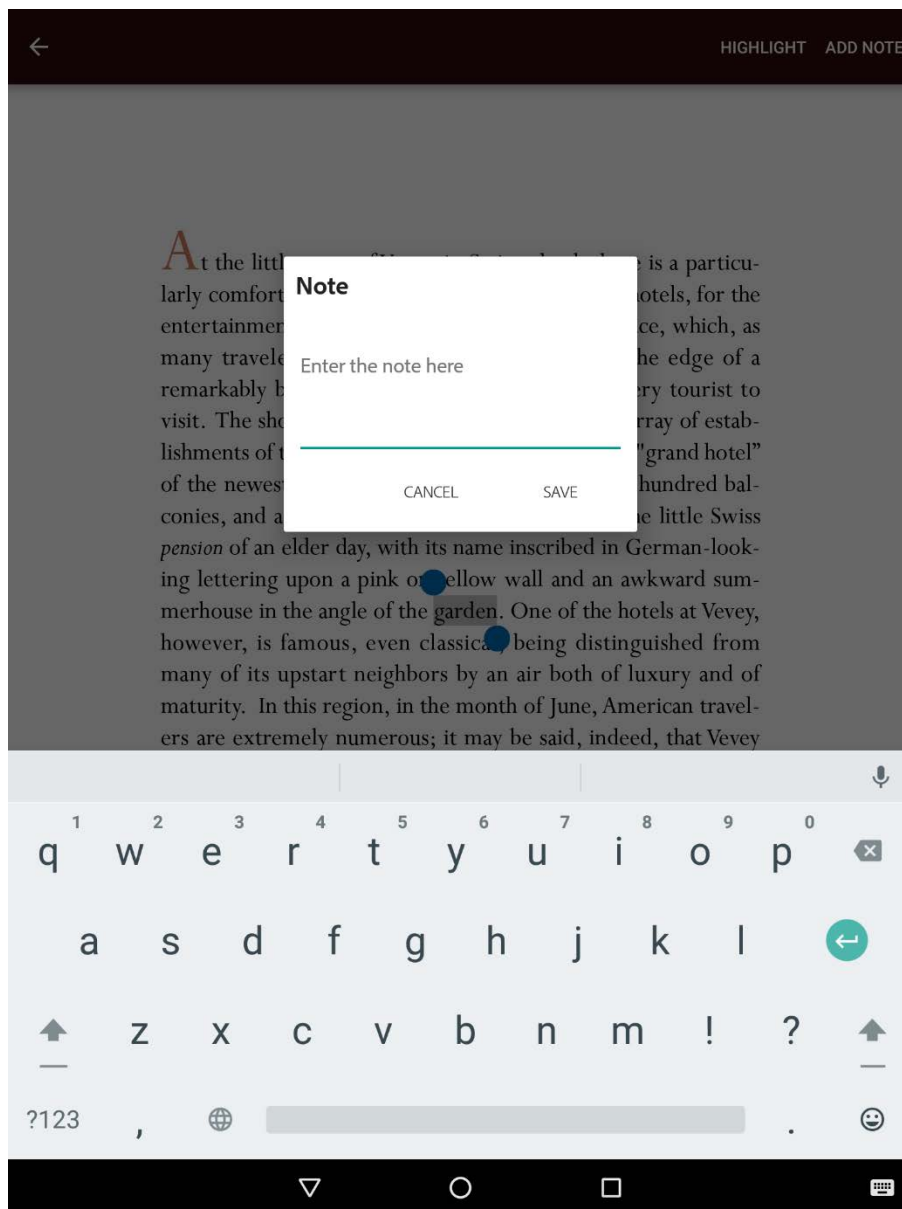 HIGHLIGHT ADD NOTE
At the littl e is a particu-
larly comfort otels, for the
entertainmen ce, which, as
many travele he edge of a
remarkably b ery tourist to
visit. The sho rray of estab-
lishments of t "grand hotel”
of the newes hundred bal-
conies, and a e little Swiss
Note
Enter the note here
CANCEL SAVE
pension of an elder day, with its name inscribed in German-look-
ing lettering upon a pink or ellow wall and an awkward sum-
merhouse in the angle of the garden. One of the hotels at Vevey,
however, is famous, even classical, being distinguished from
many of its upstart neighbors by an air both of luxury and of
maturity. In this region, in the month of June, American travel-
ers are extremely numerous; it may be said, indeed, that Vevey
1 2 3 4 5 6 7 8 9 0
q w e r t y u i o p
a s d f g h j k l
z x c v b n m ! ?
?123 , .